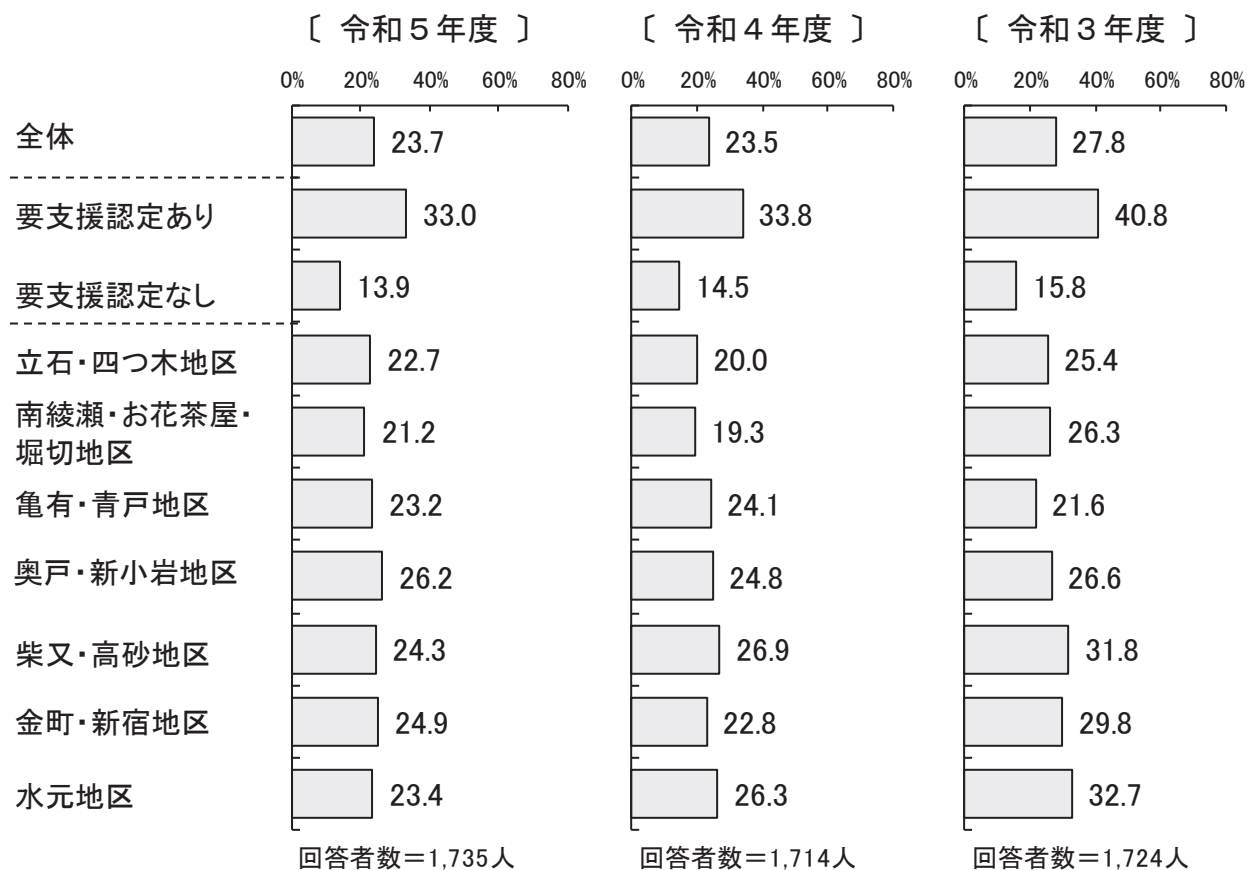 〔 令和５年度 〕 〔 令和４年度 〕 〔 令和３年度 〕
0% 20% 40% 60% 80% 0% 20% 40% 60% 80% 0% 20% 40% 60% 80%
全体 23.7 23.5 27.8
要支援認定あり 33.0 33.8 40.8
要支援認定なし 13.9 14.5 15.8
立石・四つ木地区 22.7 20.0 25.4
南綾瀬・お花茶屋・
堀切地区 21.2 19.3 26.3
亀有・青戸地区 23.2 24.1 21.6
奥戸・新小岩地区 26.2 24.8 26.6
柴又・高砂地区 24.3 26.9 31.8
金町・新宿地区 24.9 22.8 29.8
水元地区 23.4 26.3 32.7
回答者数＝1,735人 回答者数＝1,714人 回答者数＝1,724人